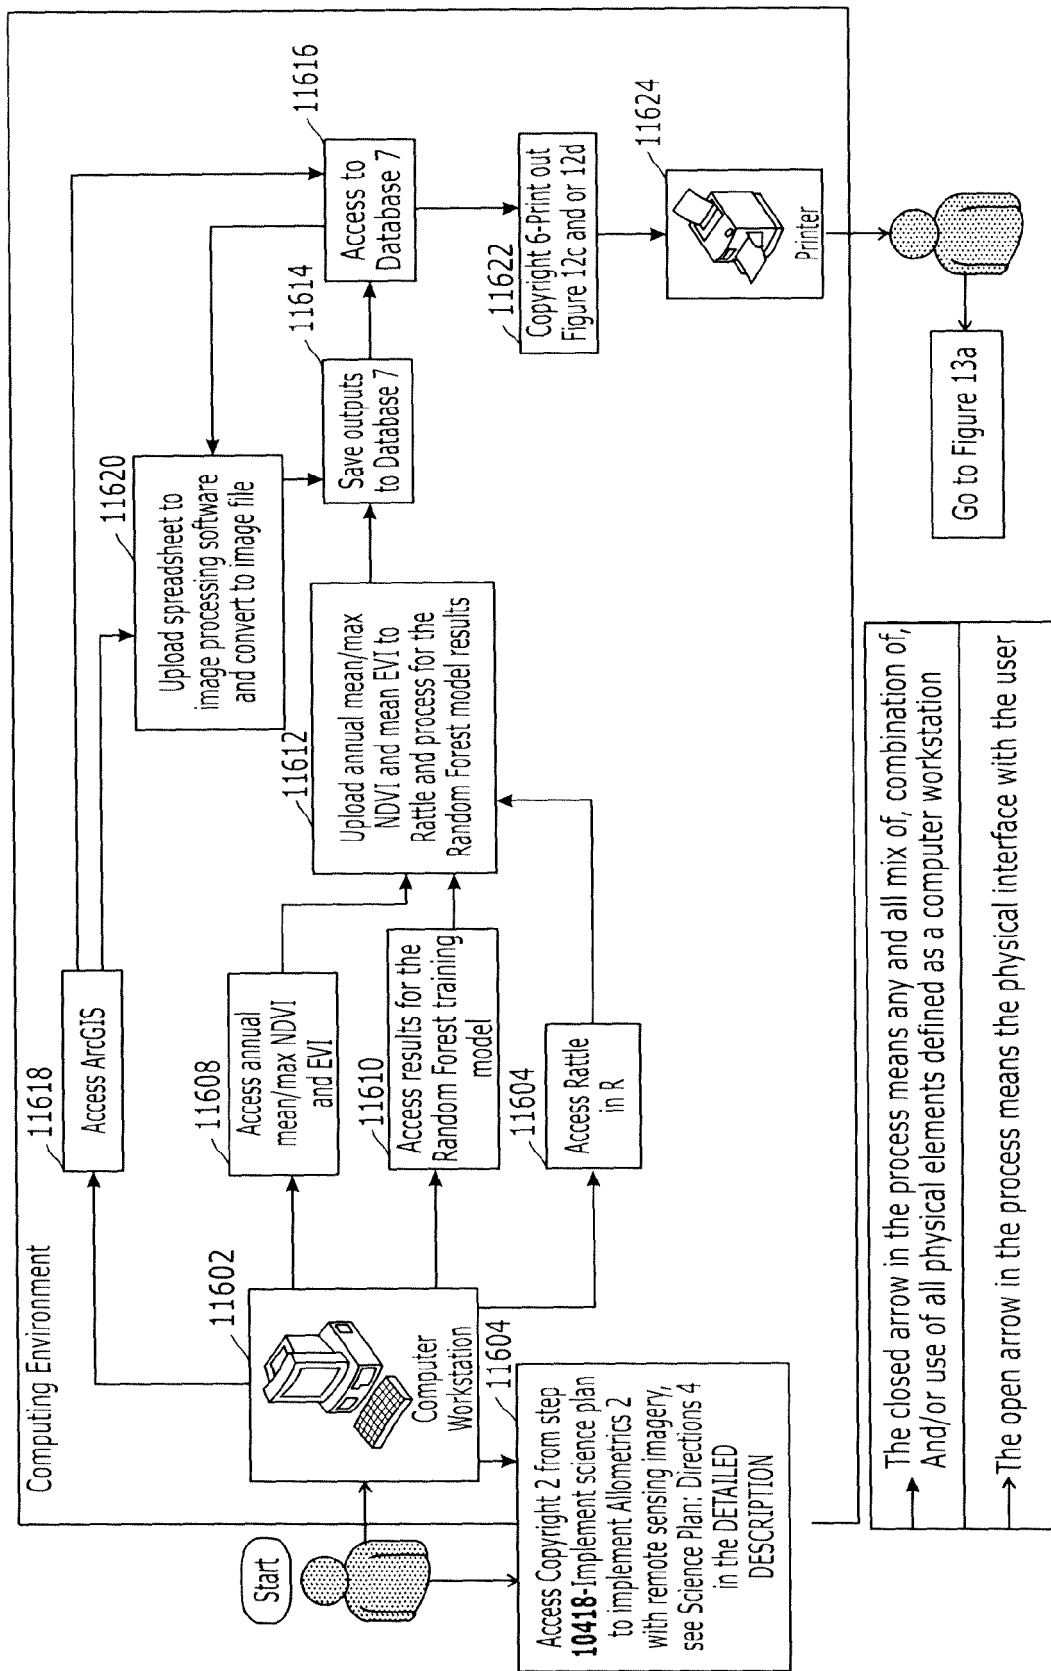 Computing Environment
Start
11602
Computer
Workstation
11604
Access Copyright 2 from step
10418-Implement science plan
to implement Allometrics 2
with remote sensing imagery,
see Science Plan: Directions 4
in the DETAILED
DESCRIPTION
11618
Access ArcGIS
11608
Access annual
mean/max NDVI
and EVI
11610
Access results for the
Random Forest training
model
11604
Access Rattle
in R
11612
Upload annual mean/max
NDVI and mean EVI to
Rattle and process for the
Random Forest model results
11620
Upload spreadsheet to
image processing software
and convert to image file
11614
Save outputs
to Database 7
11616
Access to
Database 7
11622
Copyright 6-Print out
Figure 12c and or 12d
11624
Printer
Go to Figure 13a
The closed arrow in the process means any and all mix of, combination of,
And/or use of all physical elements defined as a computer workstation
The open arrow in the process means the physical interface with the user